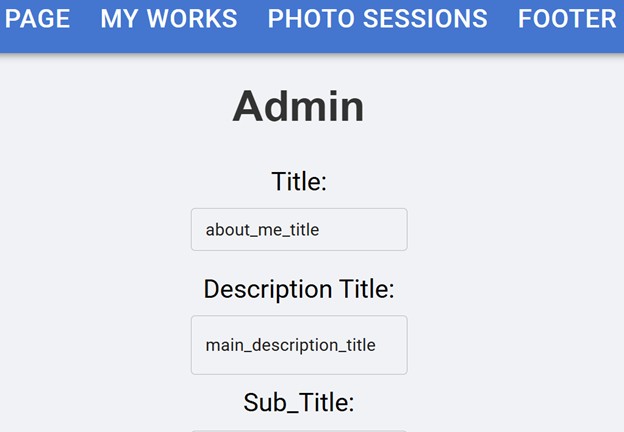 PAGE MY WORKS PHOTO SESSIONS FOOTER
Admin
Title:
about_me_title
Description Title:
main_description_title
Sub_Title: